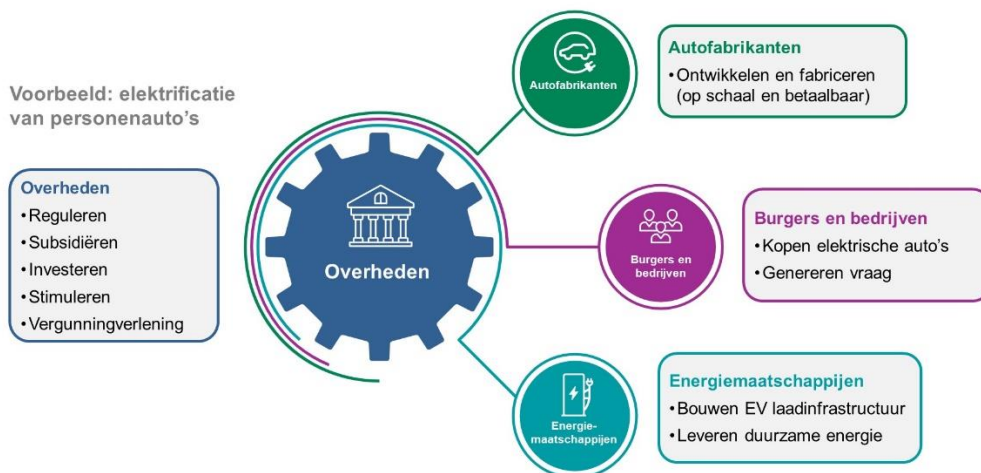 Voorbeeld: elektrificatie
van personenauto's
Overheden
•Reguleren
•Subsidiëren
•Investeren
•Stimuleren
•Vergunningverlening
Overheden
Autofabrikanten
Autofabrikanten
•Ontwikkelen en fabriceren
(op schaal en betaalbaar)
Burgers en
bedrijven
Burgers en bedrijven
•Kopen elektrische auto's
•Genereren vraag
Energie-
maatschappijen
Energiemaatschappijen
•Bouwen EV laadinfrastructuur
•Leveren duurzame energie